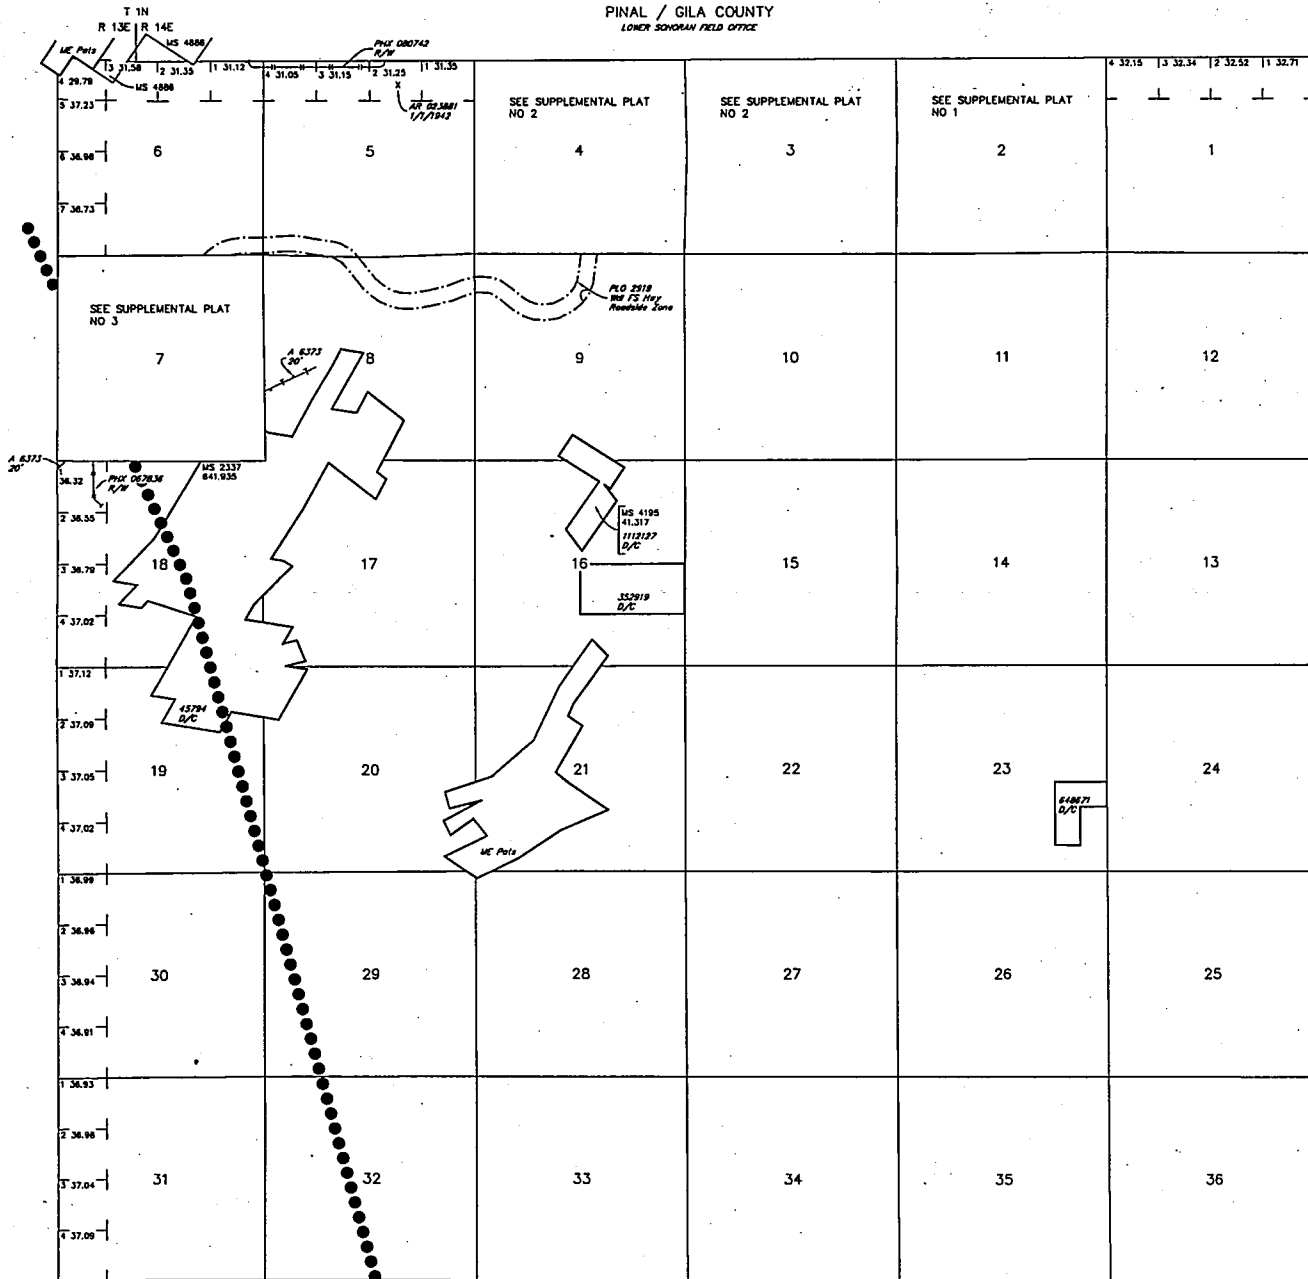 PINAL / GILA COUNTY
LOWER SONORAN FIELD OFFICE
T 1N
R 13E R 14E
ME Pats
MS 4886
MS 4886
PHX 080742
R/W
4 29.79
3 31.58
2 31.35
1 31.12
4 31.05
3 31.15
2 31.25
1 31.35
4 32.15
3 32.34
2 32.52
1 32.71
x
AR 023881
1/1/1942
5 37.23
6 36.98
7 36.73
6
5
SEE SUPPLEMENTAL PLAT
NO 2
4
SEE SUPPLEMENTAL PLAT
NO 2
3
SEE SUPPLEMENTAL PLAT
NO 1
2
1
SEE SUPPLEMENTAL PLAT
NO 3
7
A 6373
20'
8
PLO 2918
Wdl FS Hwy
Roadside Zone
9
10
11
12
A 6373
20'
1
36.32
PHX 067836
R/W
MS 2337
641.935
2 36.55
3 36.79
4 37.02
18
17
MS 4195
41.317
1112127
D/C
16
352919
D/C
15
14
13
1 37.12
2 37.09
3 37.05
4 37.02
45794
D/C
19
20
21
ME Pats
22
23
648671
D/C
24
1 36.99
2 36.96
3 36.94
4 36.91
30
29
28
27
26
25
1 36.93
2 36.98
3 37.04
4 37.09
31
32
33
34
35
36